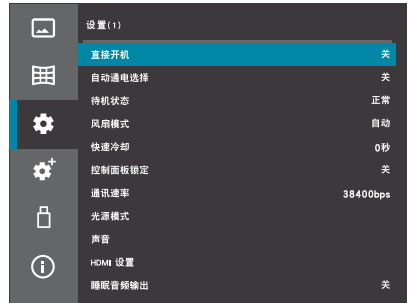 设置(1)
直接开机 关
自动通电选择 关
待机状态 正常
风扇模式 自动
快速冷却 0秒
控制面板锁定 关
通讯速率 38400bps
光源模式
声音
HDMI 设置
睡眠音频输出 关